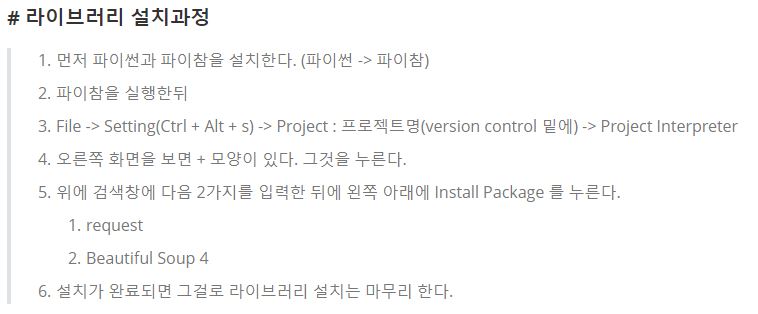 # 라이브러리 설치과정
1. 먼저 파이썬과 파이참을 설치한다. (파이썬 -> 파이참)
2. 파이참을 실행한뒤
3. File -> Setting(Ctrl + Alt + s) -> Project : 프로젝트명(version control 밑에) -> Project Interpreter
4. 오른쪽 화면을 보면 + 모양이 있다. 그것을 누른다.
5. 위에 검색창에 다음 2가지를 입력한 뒤에 왼쪽 아래에 Install Package 를 누른다.
1. request
2. Beautiful Soup 4
6. 설치가 완료되면 그걸로 라이브러리 설치는 마무리 한다.